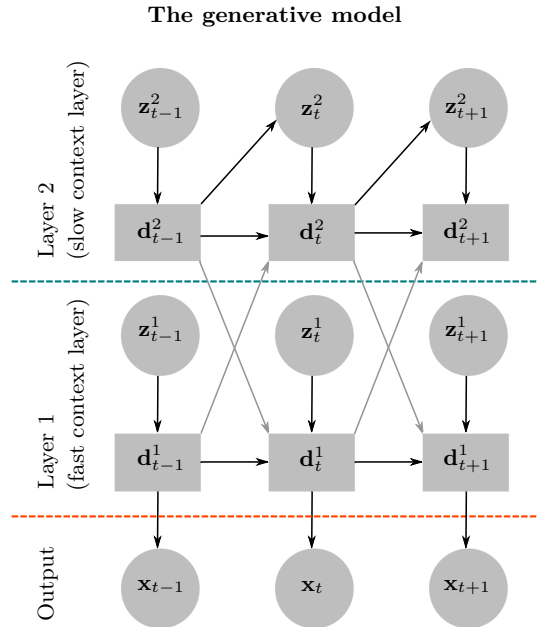 The generative model
Layer 2
(slow context layer)
z²ₜ₋₁
z²ₜ
z²ₜ₊₁
d²ₜ₋₁
d²ₜ
d²ₜ₊₁
Layer 1
(fast context layer)
z¹ₜ₋₁
z¹ₜ
z¹ₜ₊₁
d¹ₜ₋₁
d¹ₜ
d¹ₜ₊₁
Output
xₜ₋₁
xₜ
xₜ₊₁